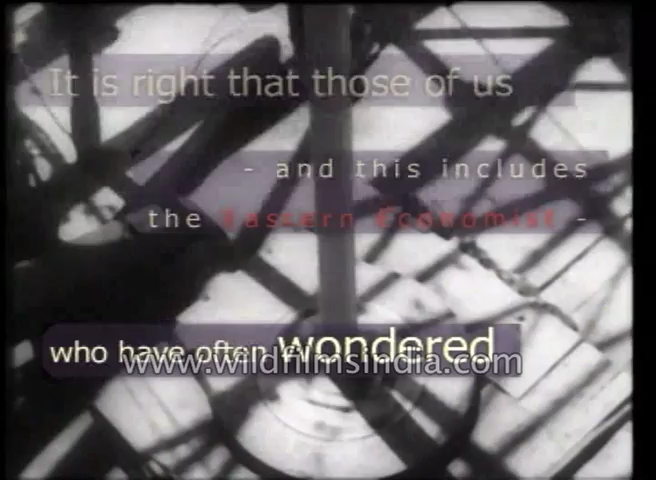 It is right that those of us
- and this includes
the Eastern Economist -
who have often wondered
www.wildfilmsindia.com